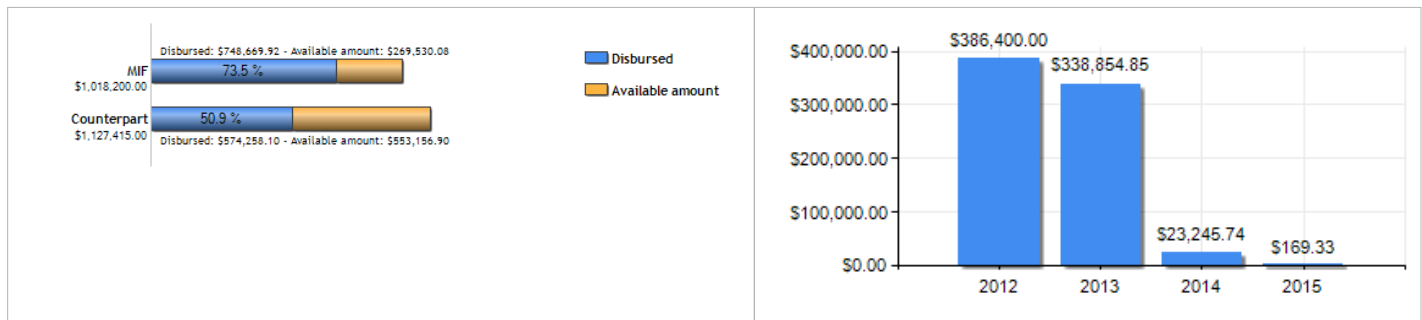 Disbursed: $748,669.92 - Available amount: $269,530.08
MIF
$1,018,200.00
73.5 %
Counterpart
$1,127,415.00
50.9 %
Disbursed: $574,258.10 - Available amount: $553,156.90
Disbursed
Available amount
$400,000.00
$300,000.00
$200,000.00
$100,000.00
$0.00
$386,400.00
$338,854.85
$23,245.74
$169.33
2012 2013 2014 2015